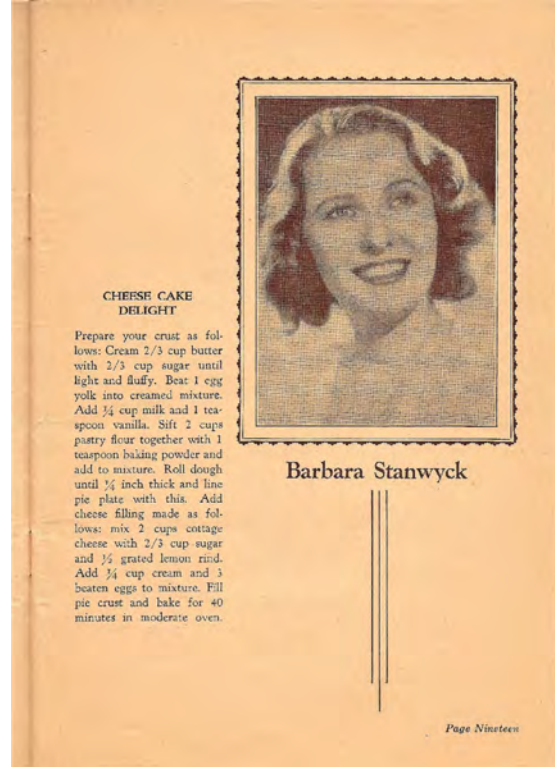 CHEESE CAKE
DELIGHT
Prepare your crust as fol-
lows: Cream 2/3 cup butter
with 2/3 cup sugar until
light and fluffy. Beat 1 egg
yolk into creamed mixture.
Add ¼ cup milk and 1 tea-
spoon vanilla. Sift 2 cups
pastry flour together with 1
teaspoon baking powder and
add to mixture. Roll dough
until ¼ inch thick and line
pie plate with this. Add
cheese filling made as fol-
lows: mix 2 cups cottage
cheese with 2/3 cup sugar
and ½ grated lemon rind.
Add ¼ cup cream and 3
beaten eggs to mixture. Fill
pie crust and bake for 40
minutes in moderate oven.
Barbara Stanwyck
Page Nineteen